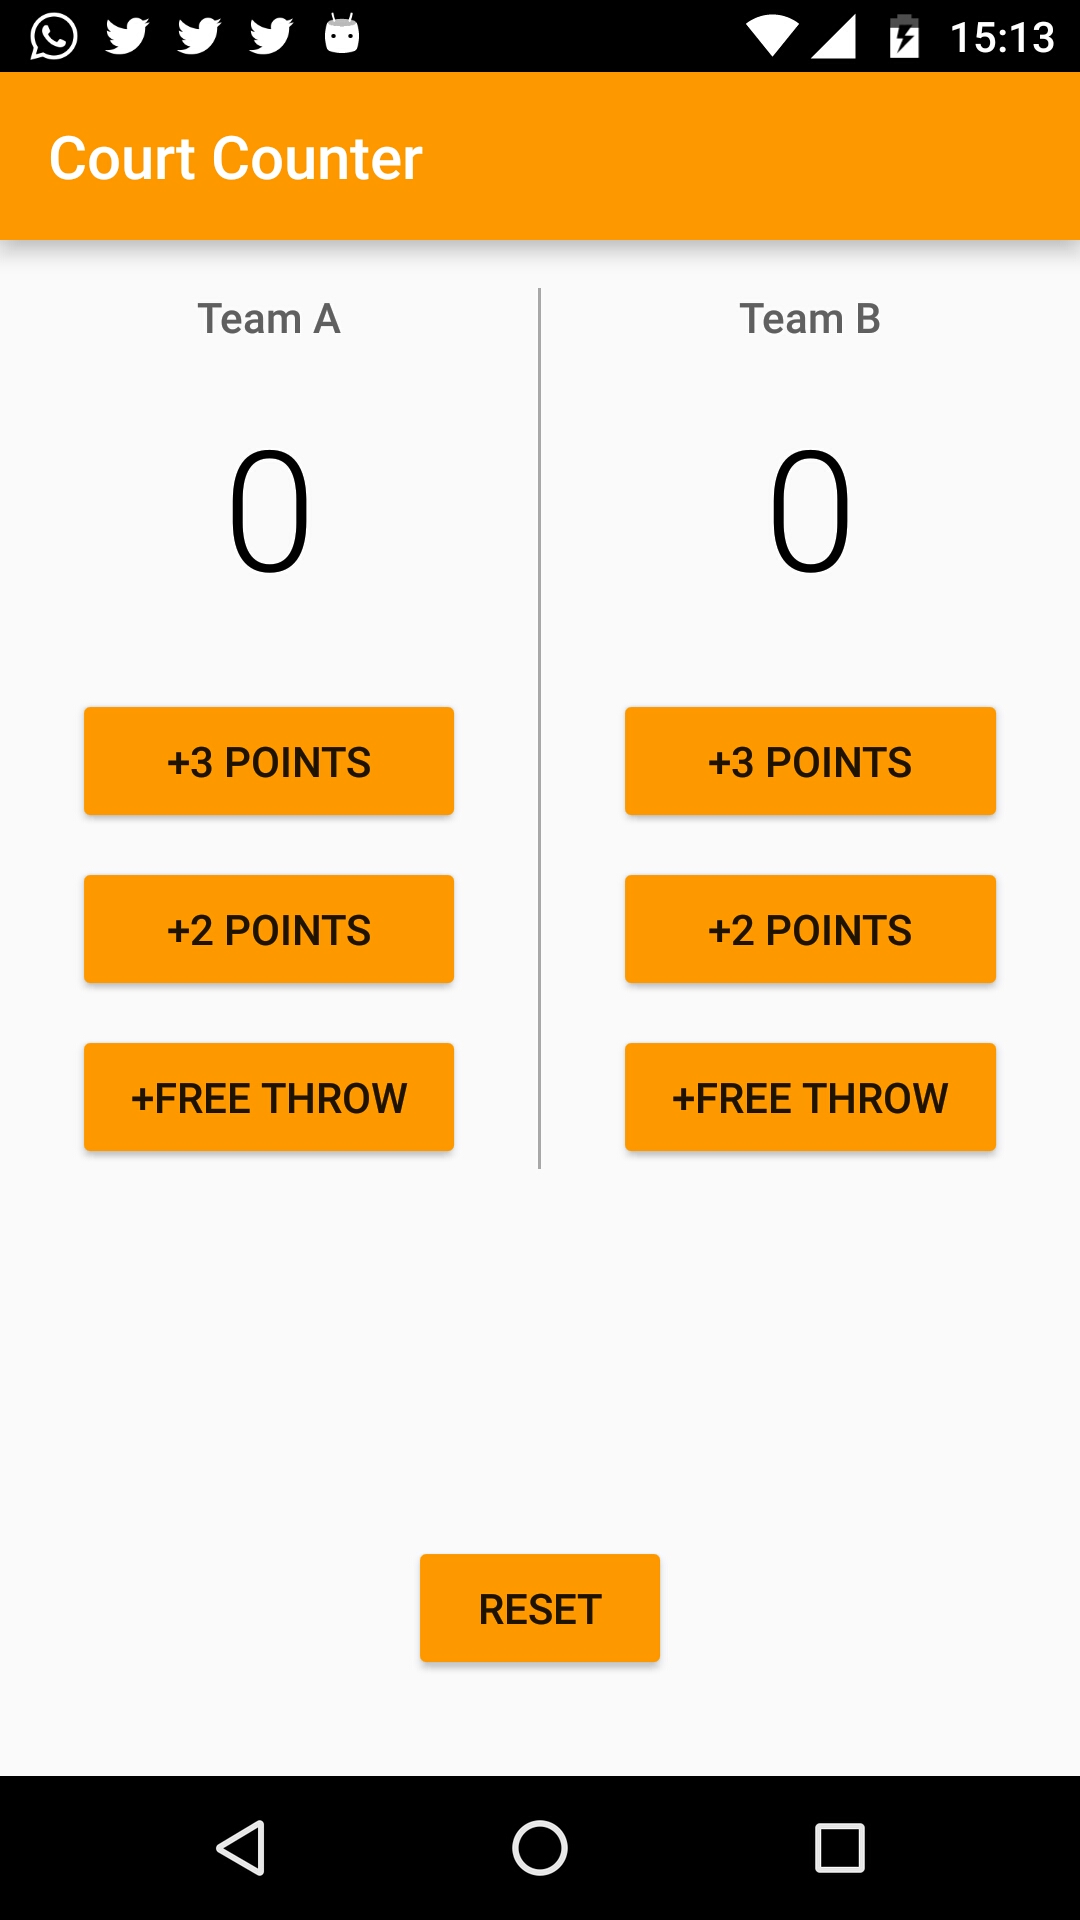 15:13
Court Counter
Team A
Team B
0
0
+3 POINTS
+3 POINTS
+2 POINTS
+2 POINTS
+FREE THROW
+FREE THROW
RESET